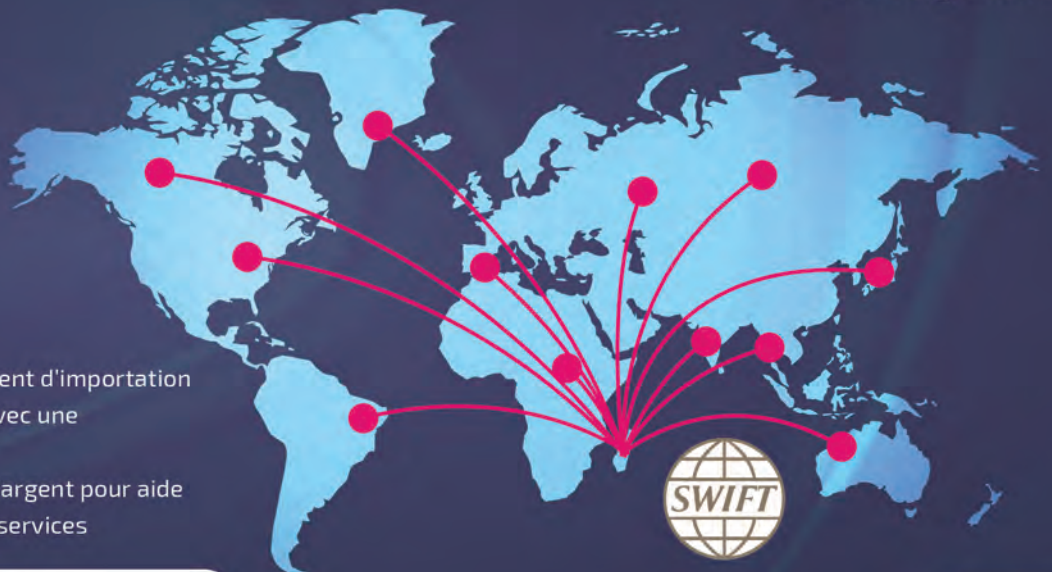 ent d'importation
vec une
argent pour aide
services
SWIFT